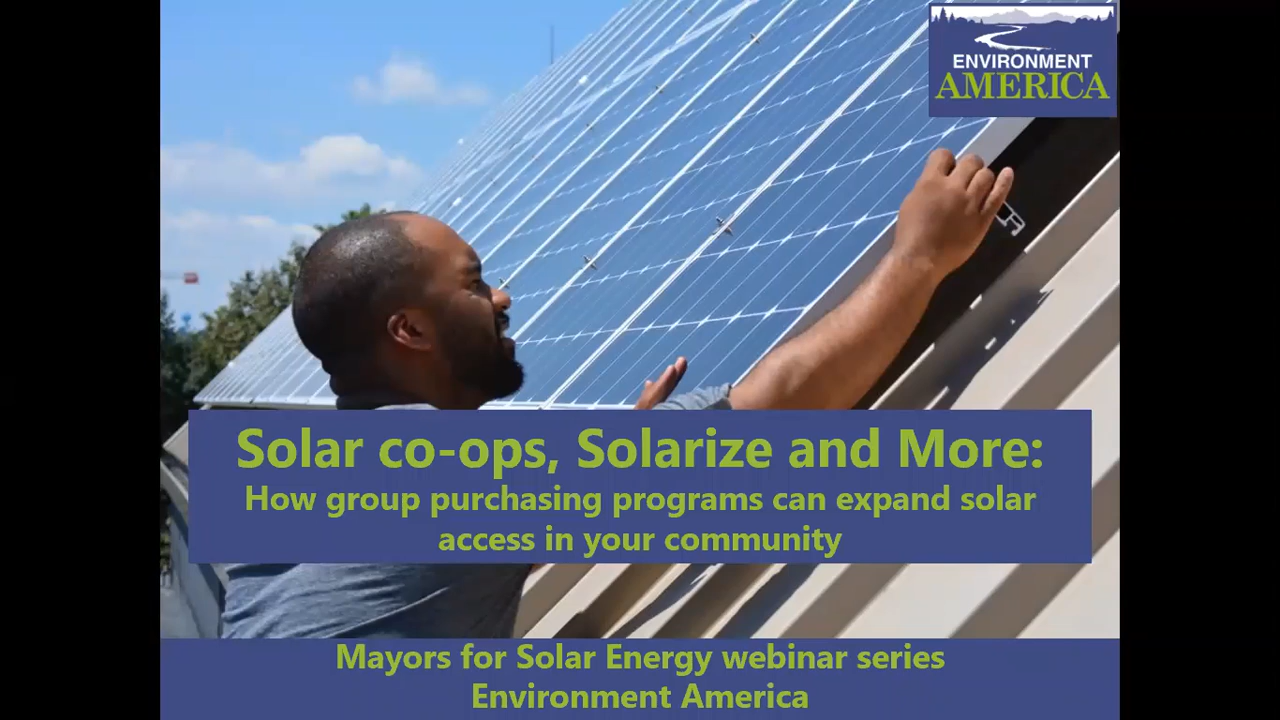 ENVIRONMENT
AMERICA
Solar co-ops, Solarize and More:
How group purchasing programs can expand solar
access in your community
Mayors for Solar Energy webinar series
Environment America